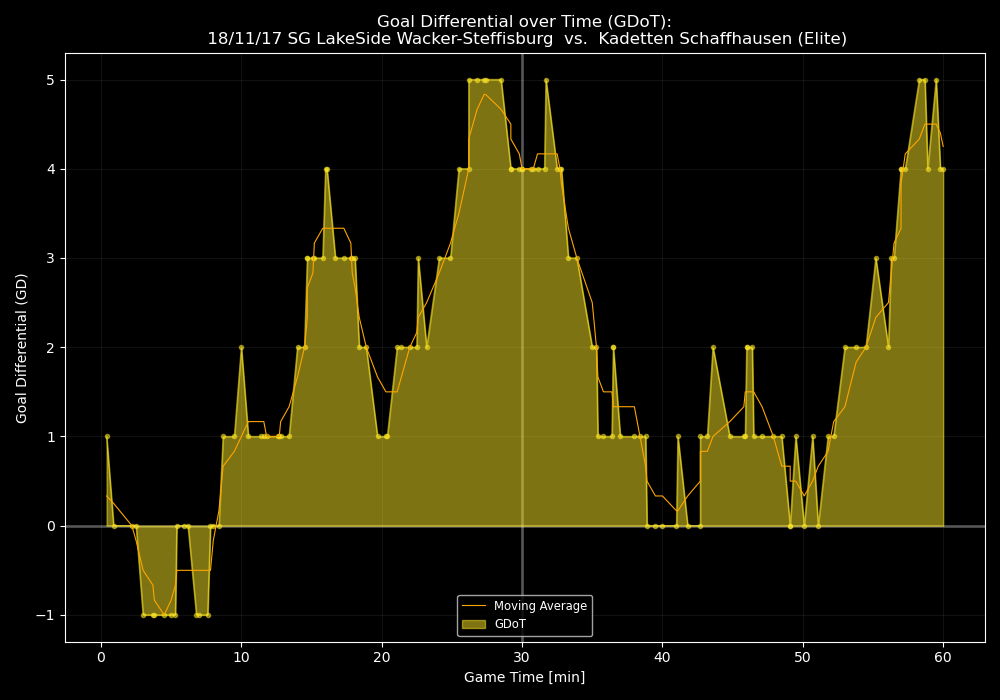 Goal Differential over Time (GDoT):
18/11/17 SG LakeSide Wacker-Steffisburg  vs.  Kadetten Schaffhausen (Elite)
Goal Differential (GD)
5
4
3
2
1
0
−1
Moving Average
GDoT
0 10 20 30 40 50 60
Game Time [min]